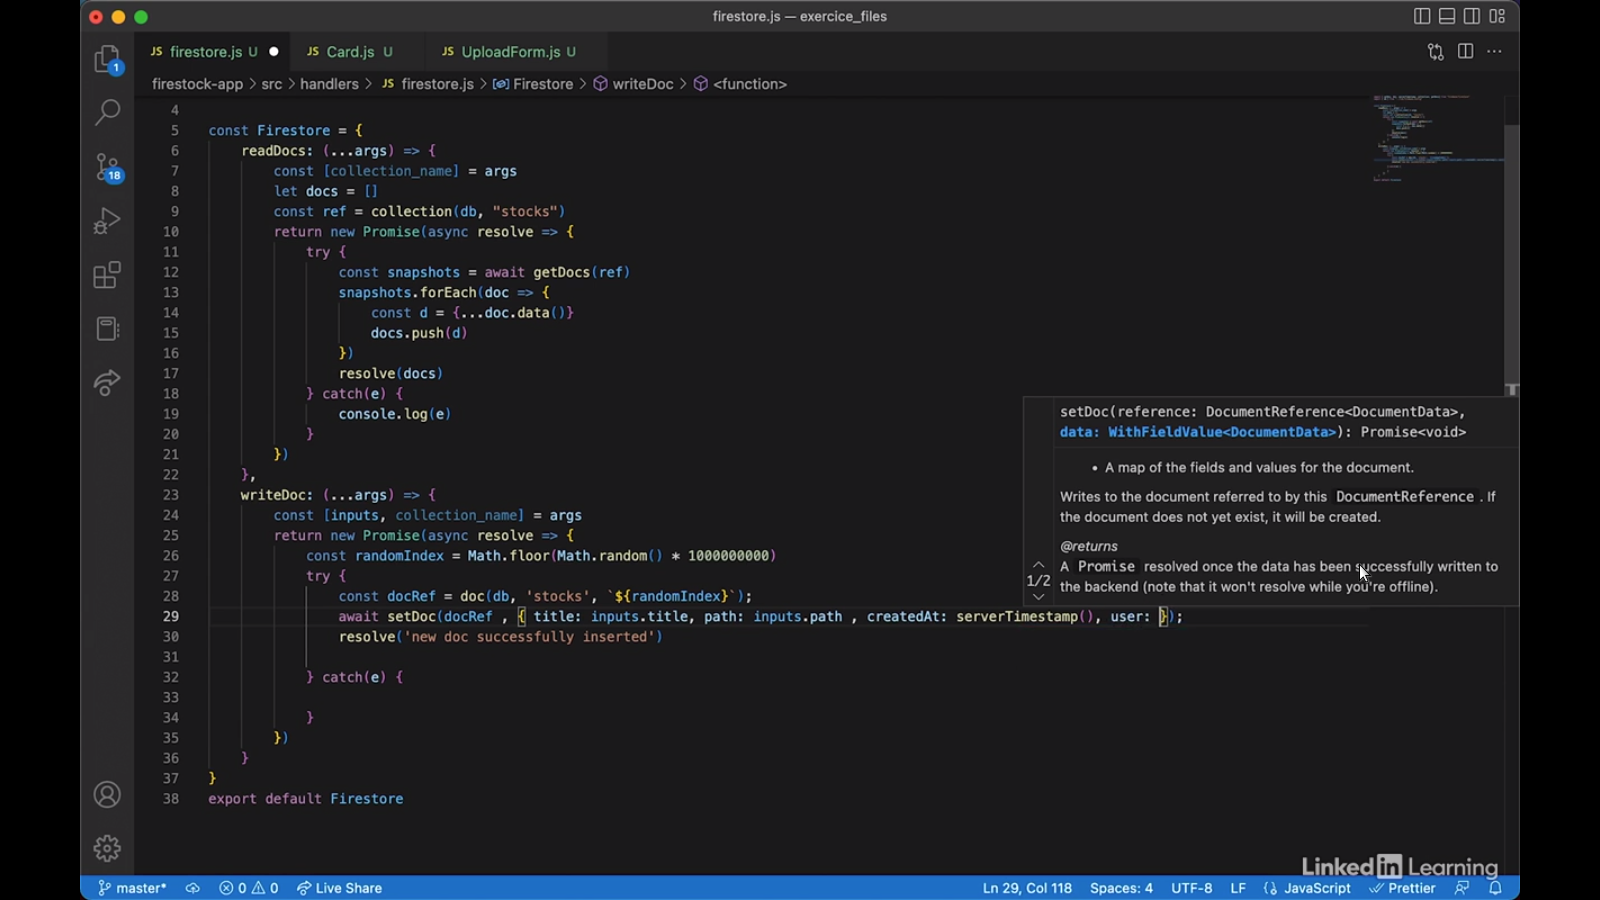 firestore.js — exercice_files
JS firestore.js U
JS Card.js U
JS UploadForm.js U
firestock-app > src > handlers > JS firestore.js > Firestore > writeDoc > <function>
1
18
4
5 const Firestore = {
6 readDocs: (...args) => {
7 const [collection_name] = args
8 let docs = []
9 const ref = collection(db, "stocks")
10 return new Promise(async resolve => {
11 try {
12 const snapshots = await getDocs(ref)
13 snapshots.forEach(doc => {
14 const d = {...doc.data()}
15 docs.push(d)
16 })
17 resolve(docs)
18 } catch(e) {
19 console.log(e)
20 }
21 })
22 },
23 writeDoc: (...args) => {
24 const [inputs, collection_name] = args
25 return new Promise(async resolve => {
26 const randomIndex = Math.floor(Math.random() * 1000000000)
27 try {
28 const docRef = doc(db, 'stocks', `${randomIndex}`);
29 await setDoc(docRef , { title: inputs.title, path: inputs.path , createdAt: serverTimestamp(), user: });
30 resolve('new doc successfully inserted')
31
32 } catch(e) {
33
34 }
35 })
36 }
37 }
38 export default Firestore
setDoc(reference: DocumentReference<DocumentData>,
data: WithFieldValue<DocumentData>): Promise<void>
• A map of the fields and values for the document.
Writes to the document referred to by this DocumentReference . If
the document does not yet exist, it will be created.
@returns
1/2
A Promise resolved once the data has been successfully written to
the backend (note that it won't resolve while you're offline).
LinkedIn Learning
master* 0 0 Live Share Ln 29, Col 118 Spaces: 4 UTF-8 LF {} JavaScript Prettier